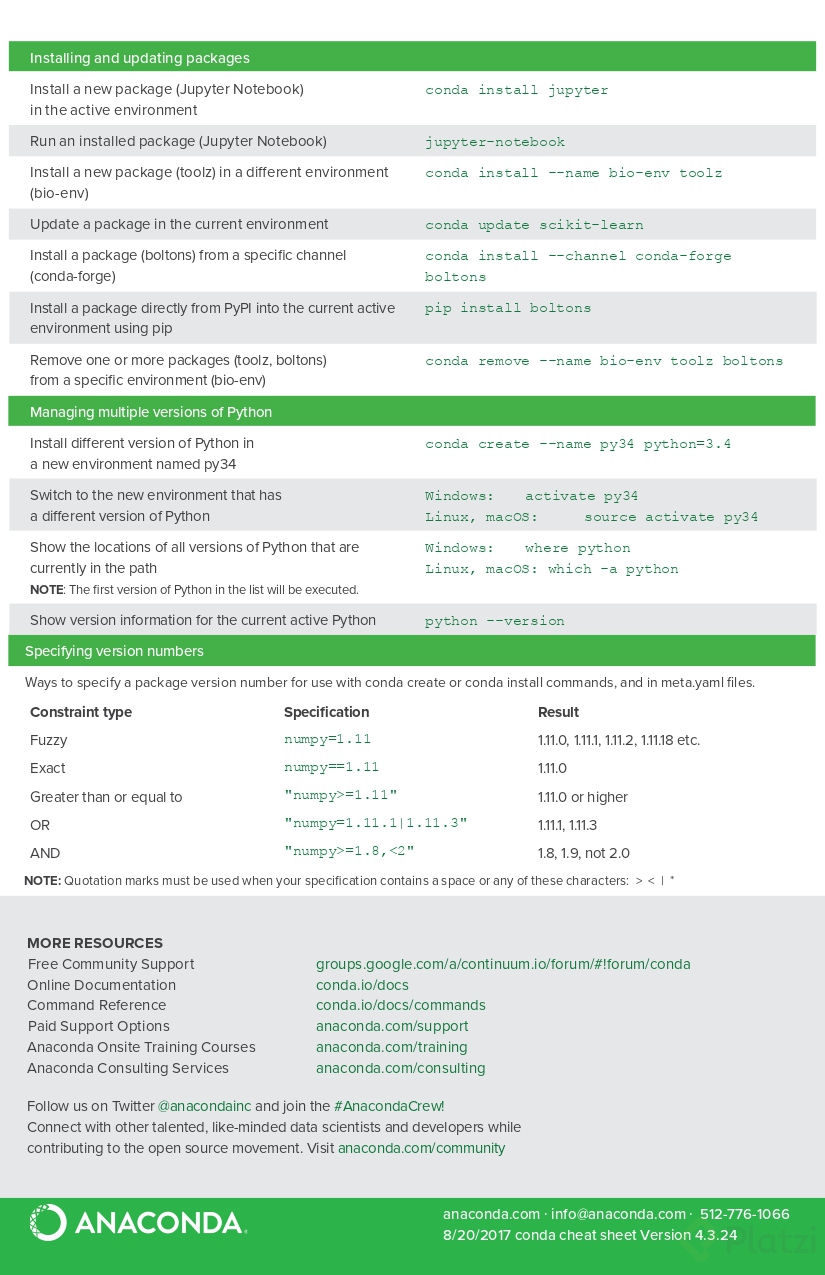 Installing and updating packages
Install a new package (Jupyter Notebook)
in the active environment
conda install jupyter
Run an installed package (Jupyter Notebook)
jupyter-notebook
Install a new package (toolz) in a different environment
(bio-env)
conda install --name bio-env toolz
Update a package in the current environment
conda update scikit-learn
Install a package (boltons) from a specific channel
(conda-forge)
conda install --channel conda-forge
boltons
Install a package directly from PyPI into the current active
environment using pip
pip install boltons
Remove one or more packages (toolz, boltons)
from a specific environment (bio-env)
conda remove --name bio-env toolz boltons
Managing multiple versions of Python
Install different version of Python in
a new environment named py34
conda create --name py34 python=3.4
Switch to the new environment that has
a different version of Python
Windows: activate py34
Linux, macOS: source activate py34
Show the locations of all versions of Python that are
currently in the path
NOTE: The first version of Python in the list will be executed.
Windows: where python
Linux, macOS: which -a python
Show version information for the current active Python
python --version
Specifying version numbers
Ways to specify a package version number for use with conda create or conda install commands, and in meta.yaml files.
Constraint type Specification Result
Fuzzy numpy=1.11 1.11.0, 1.11.1, 1.11.2, 1.11.18 etc.
Exact numpy==1.11 1.11.0
Greater than or equal to "numpy>=1.11" 1.11.0 or higher
OR "numpy=1.11.1|1.11.3" 1.11.1, 1.11.3
AND "numpy>=1.8,<2" 1.8, 1.9, not 2.0
NOTE: Quotation marks must be used when your specification contains a space or any of these characters: > < | *
MORE RESOURCES
Free Community Support groups.google.com/a/continuum.io/forum/#!forum/conda
Online Documentation conda.io/docs
Command Reference conda.io/docs/commands
Paid Support Options anaconda.com/support
Anaconda Onsite Training Courses anaconda.com/training
Anaconda Consulting Services anaconda.com/consulting
Follow us on Twitter @anacondainc and join the #AnacondaCrew!
Connect with other talented, like-minded data scientists and developers while
contributing to the open source movement. Visit anaconda.com/community
ANACONDA.
anaconda.com · info@anaconda.com · 512-776-1066
8/20/2017 conda cheat sheet Version 4.3.24
Platzi